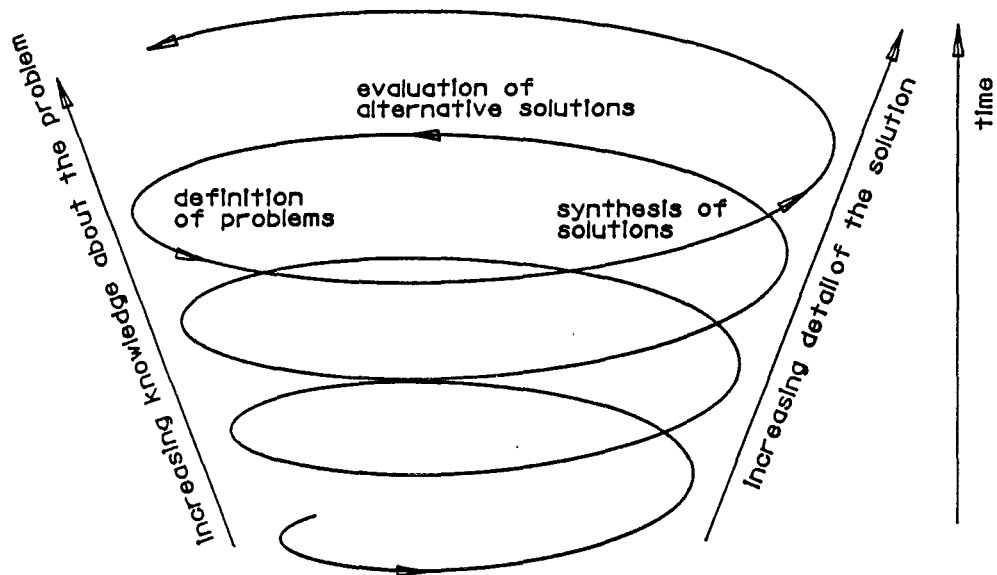 evaluation of
alternative solutions
definition
of problems
synthesis of
solutions
Increasing knowledge about the problem
Increasing detail of the solution
time